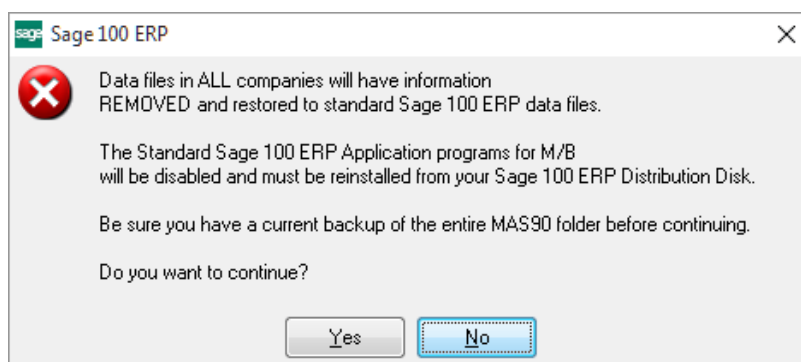 sage Sage 100 ERP
Data files in ALL companies will have information
REMOVED and restored to standard Sage 100 ERP data files.
The Standard Sage 100 ERP Application programs for M/B
will be disabled and must be reinstalled from your Sage 100 ERP Distribution Disk.
Be sure you have a current backup of the entire MAS90 folder before continuing.
Do you want to continue?
Yes No